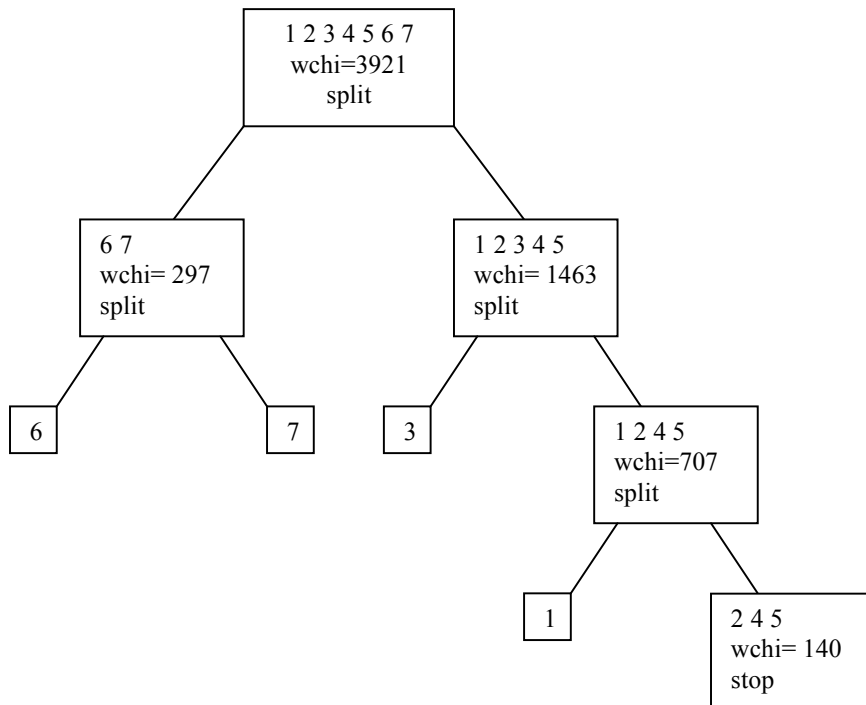 1 2 3 4 5 6 7
wchi=3921
split
6 7
wchi= 297
split
1 2 3 4 5
wchi= 1463
split
6
7
3
1 2 4 5
wchi=707
split
1
2 4 5
wchi= 140
stop